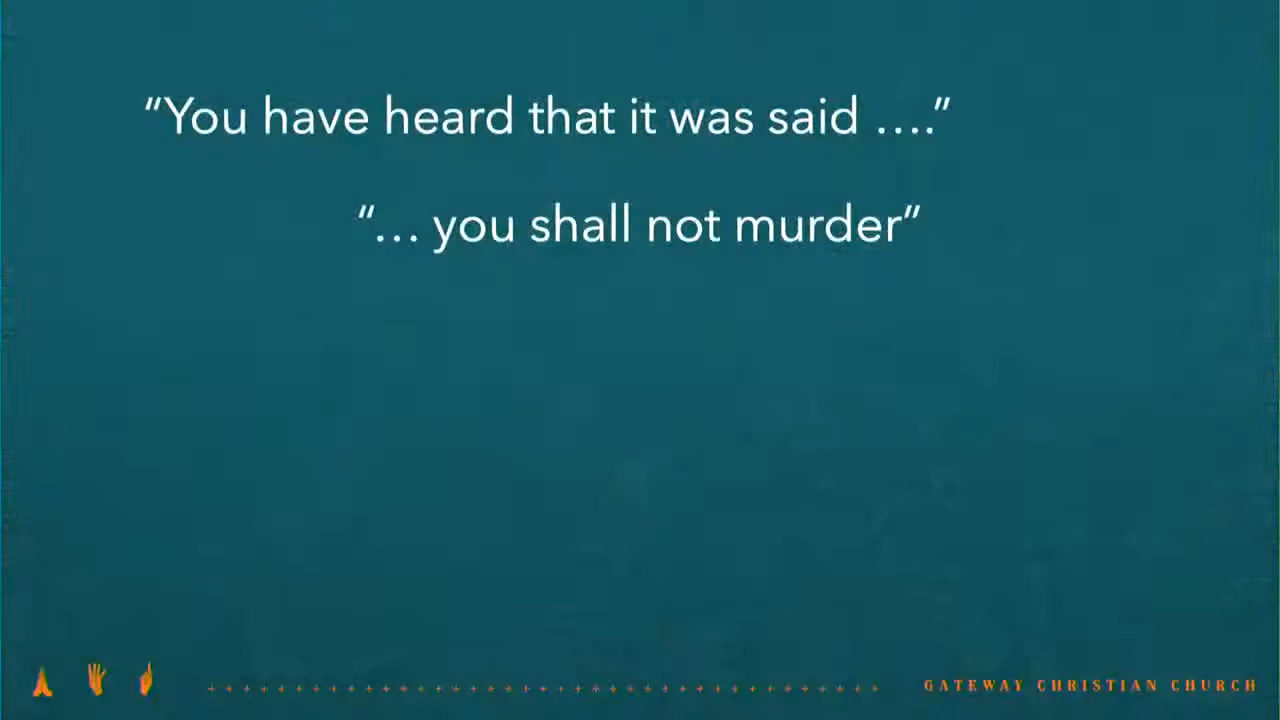 “You have heard that it was said ….”
“… you shall not murder”
GATEWAY CHRISTIAN CHURCH